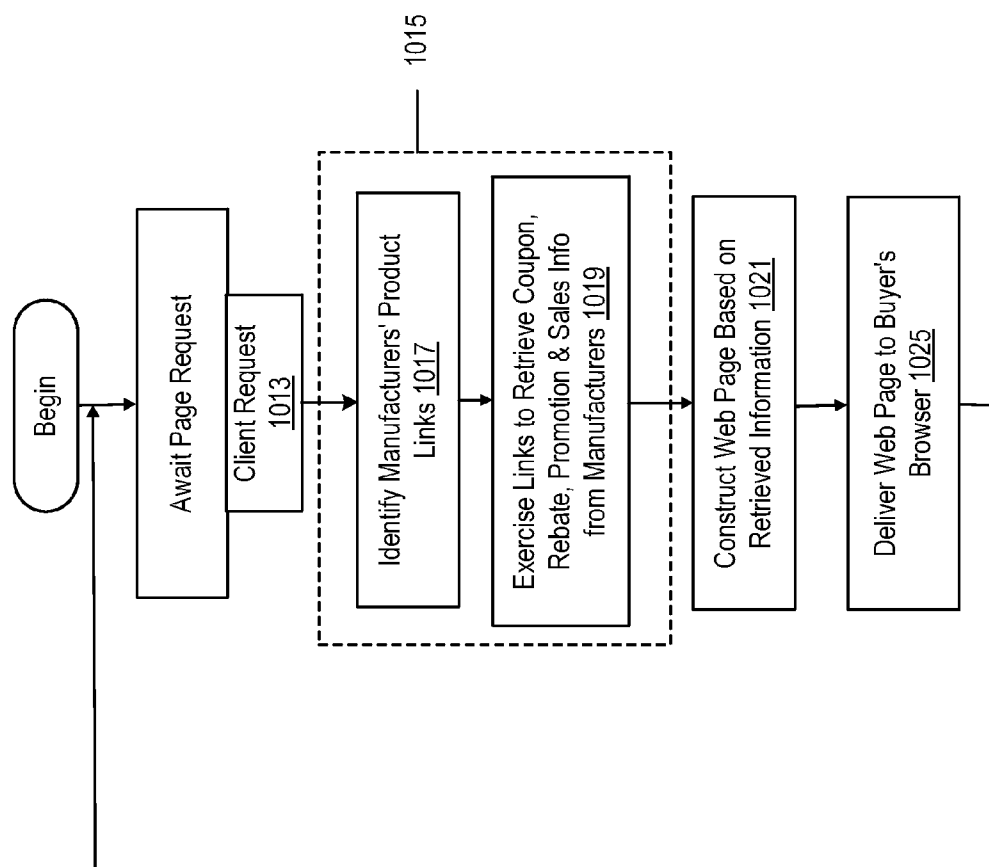 Begin
Await Page Request
Client Request
1013
1015
Identify Manufacturers' Product
Links 1017
Exercise Links to Retrieve Coupon,
Rebate, Promotion & Sales Info
from Manufacturers 1019
Construct Web Page Based on
Retrieved Information 1021
Deliver Web Page to Buyer's
Browser 1025